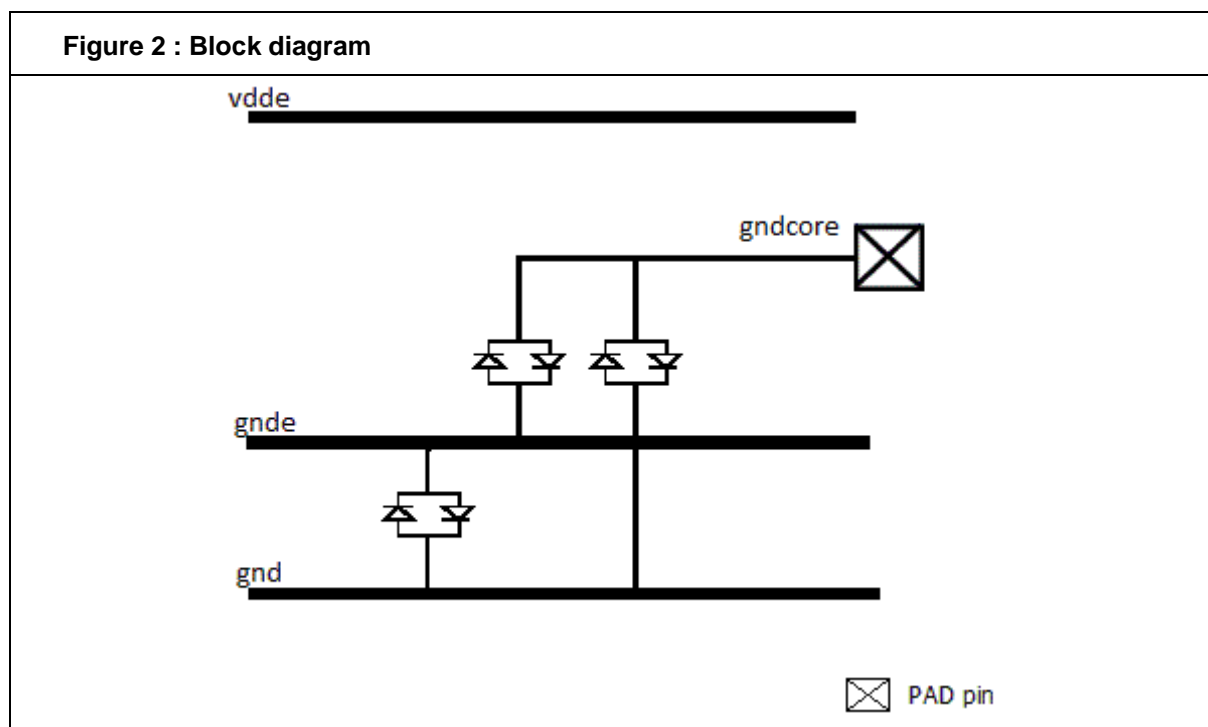 Figure 2 : Block diagram
vdde
gndcore
gnde
gnd
PAD pin